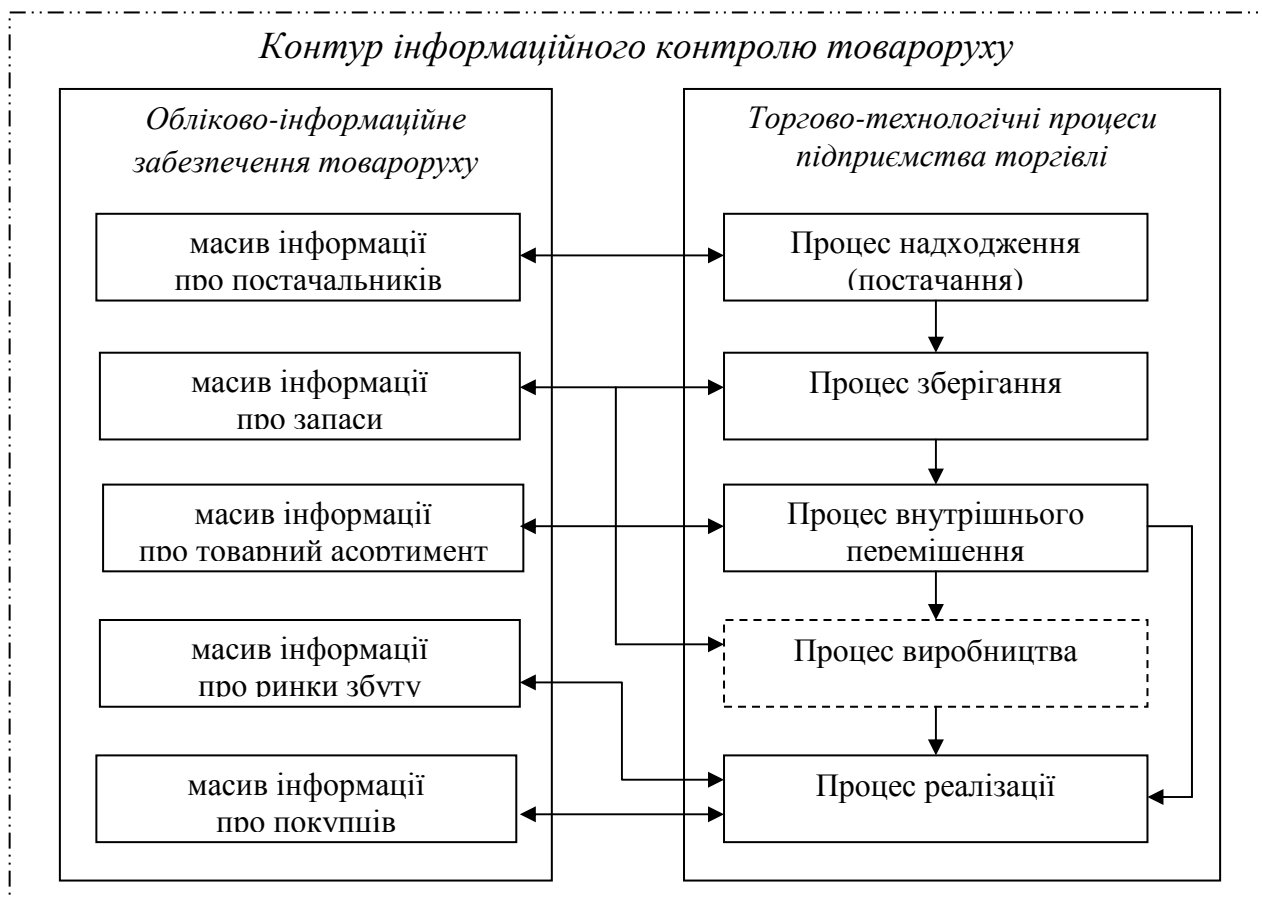 Контур інформаційного контролю товароруху
Обліково-інформаційне
забезпечення товароруху
масив інформації
про постачальників
масив інформації
про запаси
масив інформації
про товарний асортимент
масив інформації
про ринки збуту
масив інформації
про покупців
Торгово-технологічні процеси
підприємства торгівлі
Процес надходження
(постачання)
Процес зберігання
Процес внутрішнього
переміщення
Процес виробництва
Процес реалізації